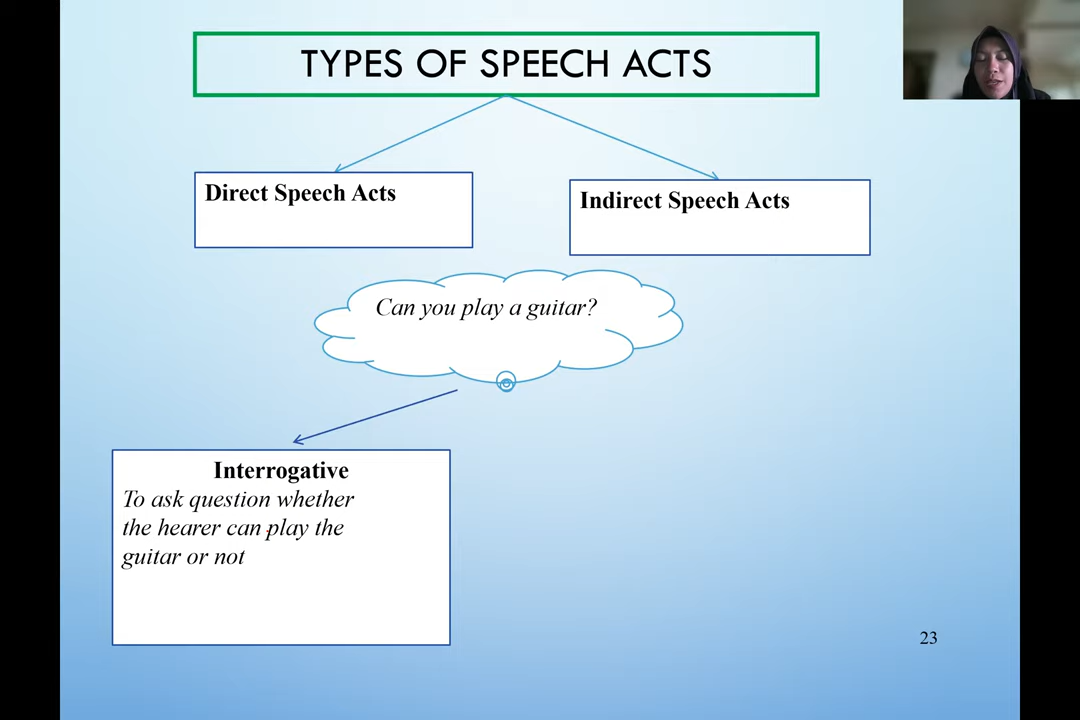 TYPES OF SPEECH ACTS
Direct Speech Acts
Indirect Speech Acts
Can you play a guitar?
Interrogative
To ask question whether
the hearer can play the
guitar or not
23